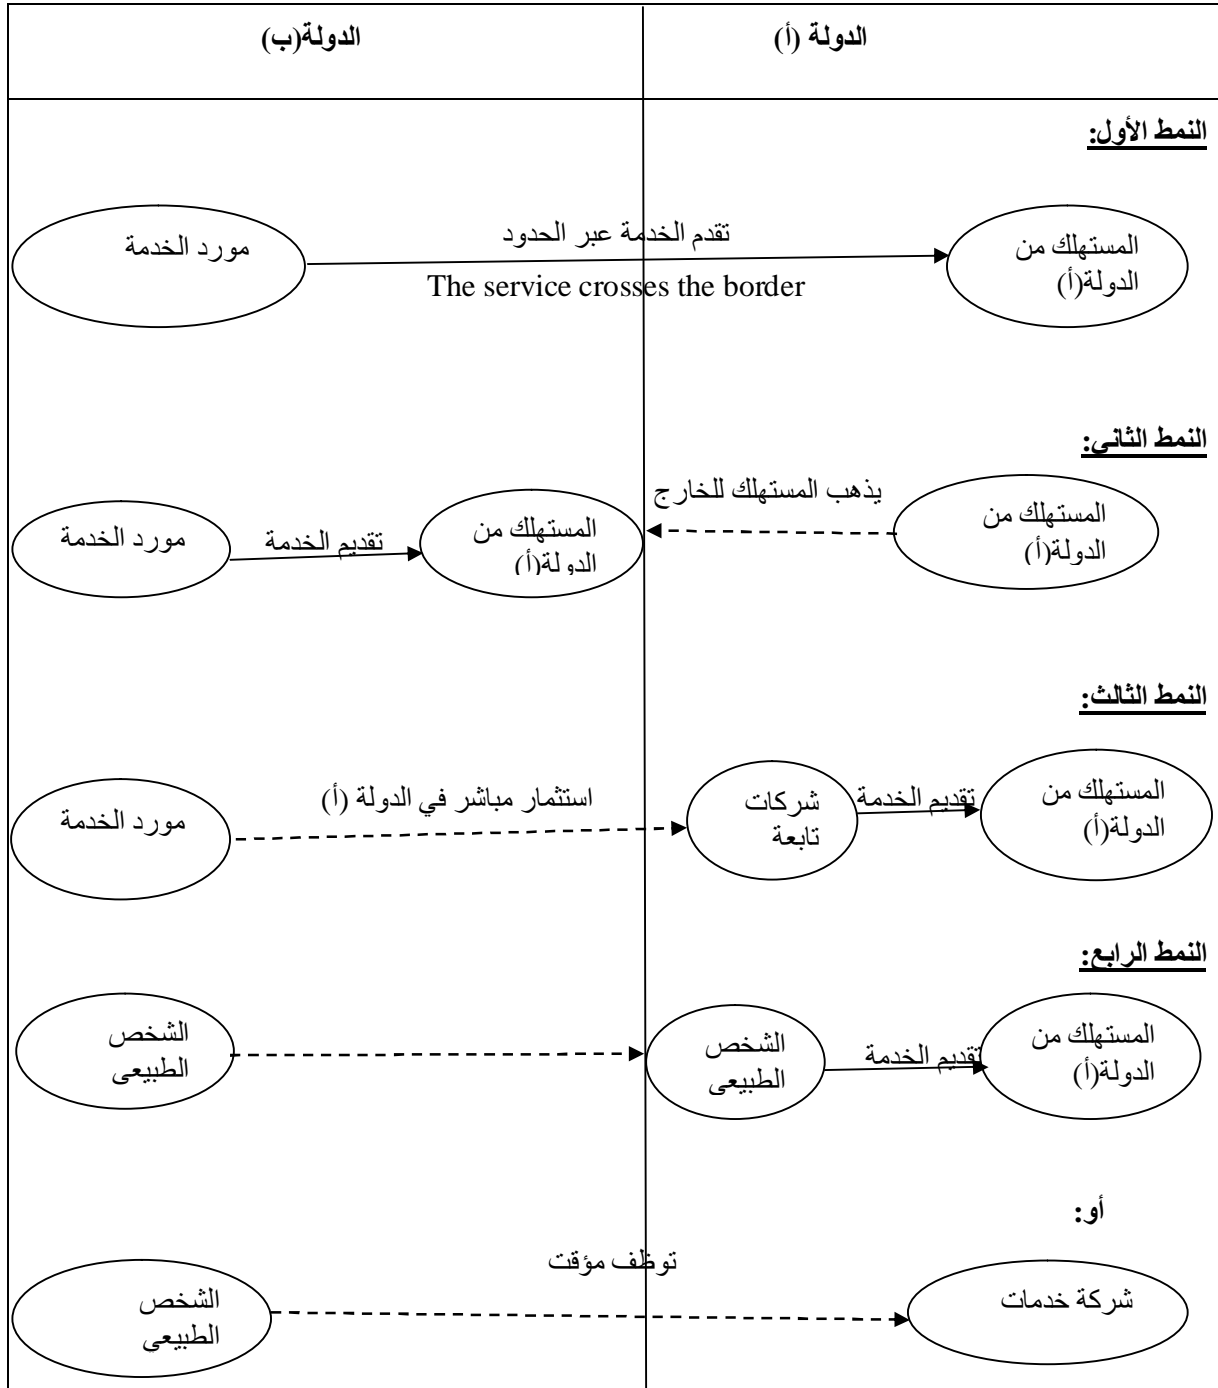 الدولة (أ)
الدولة(ب)
النمط الأول:
المستهلك من
الدولة(أ)
تقدم الخدمة عبر الحدود
The service crosses the border
مورد الخدمة
النمط الثاني:
المستهلك من
الدولة(أ)
يذهب المستهلك للخارج
المستهلك من
الدولة(أ)
تقديم الخدمة
مورد الخدمة
النمط الثالث:
المستهلك من
الدولة(أ)
تقديم الخدمة
شركات
تابعة
استثمار مباشر في الدولة (أ)
مورد الخدمة
النمط الرابع:
المستهلك من
الدولة(أ)
تقديم الخدمة
الشخص
الطبيعى
الشخص
الطبيعى
أو:
شركة خدمات
توظف مؤقت
الشخص
الطبيعى